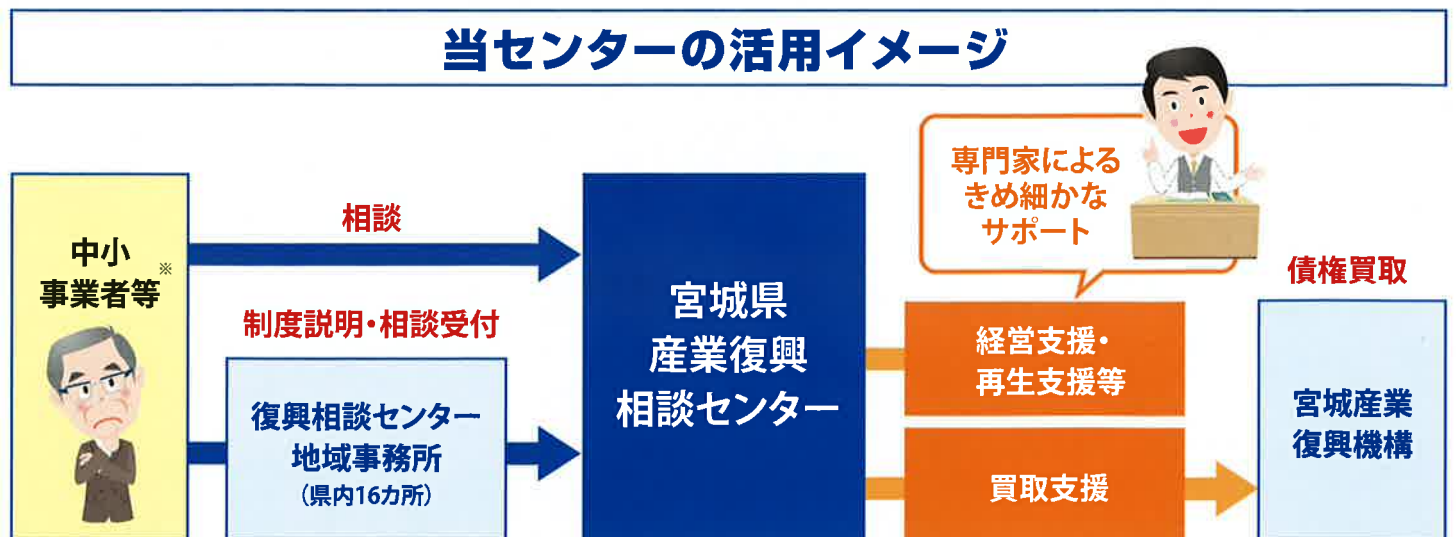 当センターの活用イメージ
中小
事業者等※
相談
制度説明・相談受付
復興相談センター
地域事務所
（県内16カ所）
宮城県
産業復興
相談センター
専門家による
きめ細かな
サポート
経営支援・
再生支援等
買取支援
債権買取
宮城産業
復興機構